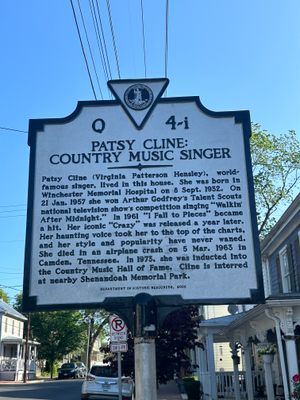 Q 4-i
PATSY CLINE:
COUNTRY MUSIC SINGER
Patsy Cline (Virginia Patterson Hensley), world-
famous singer, lived in this house. She was born in
Winchester Memorial Hospital on 8 Sept. 1932. On
21 Jan. 1957 she won Arthur Godfrey's Talent Scouts
national television show's competition singing "Walkin'
After Midnight." In 1961 "I Fall to Pieces" became
a hit. Her iconic "Crazy" was released a year later.
Her haunting voice took her to the top of the charts,
and her style and popularity have never waned.
She died in an airplane crash on 5 Mar. 1963 in
Camden, Tennessee. In 1973, she was inducted into
the Country Music Hall of Fame. Cline is interred
at nearby Shenandoah Memorial Park.
DEPARTMENT OF HISTORIC RESOURCES, 2005